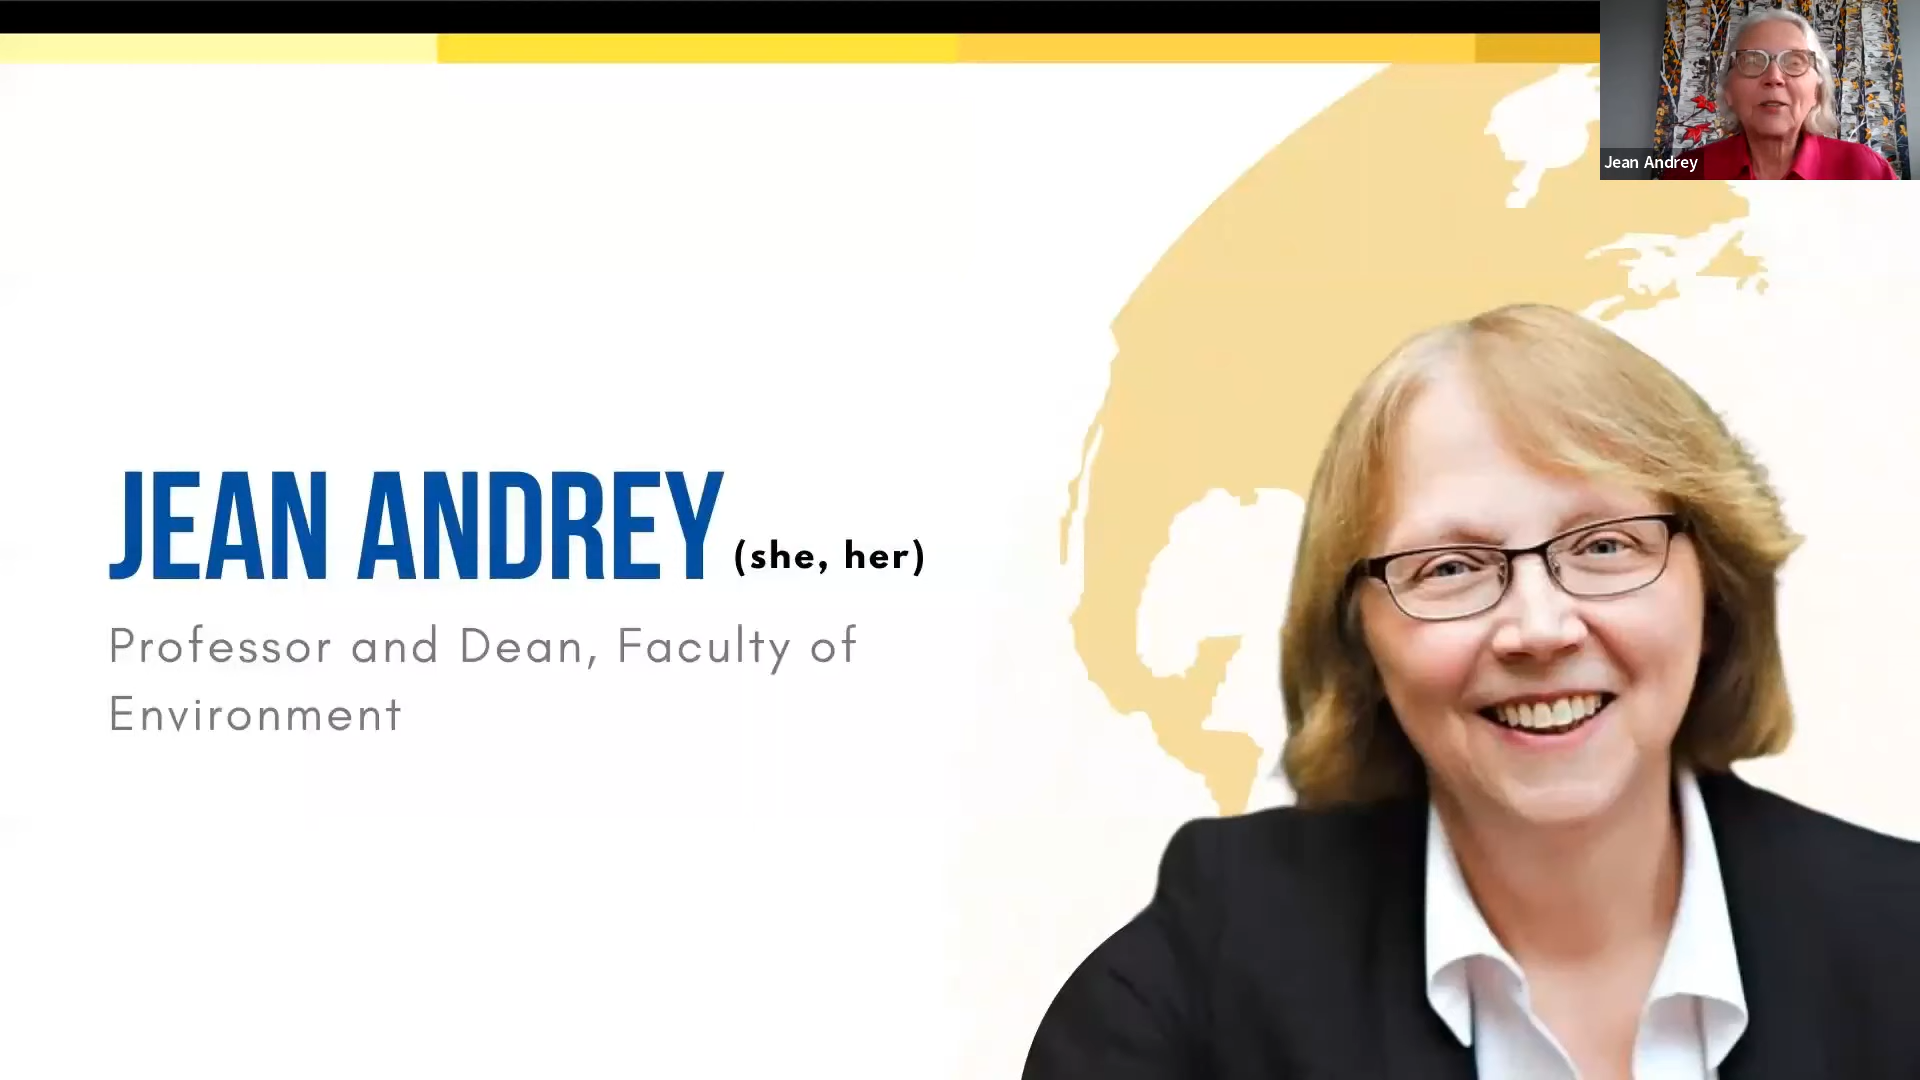 Jean Andrey
JEAN ANDREY (she, her)
Professor and Dean, Faculty of
Environment